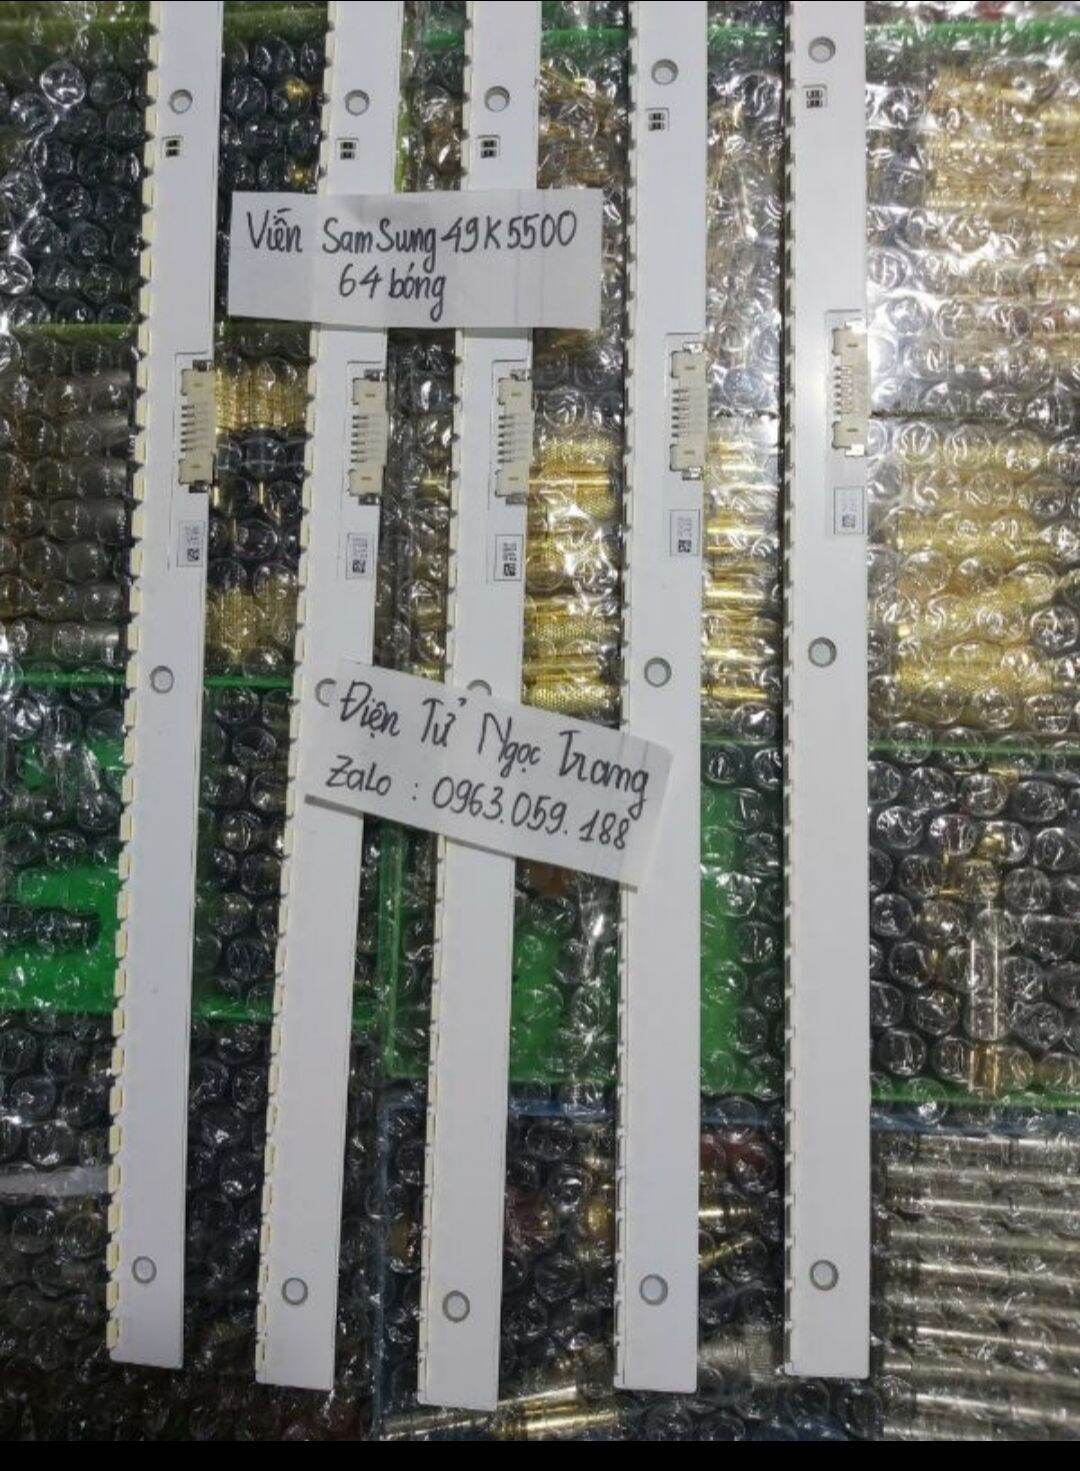 Viền SamSung 49K5500
64 bóng
Điện Tử Ngọc Trang
Zalo : 0963.059.188